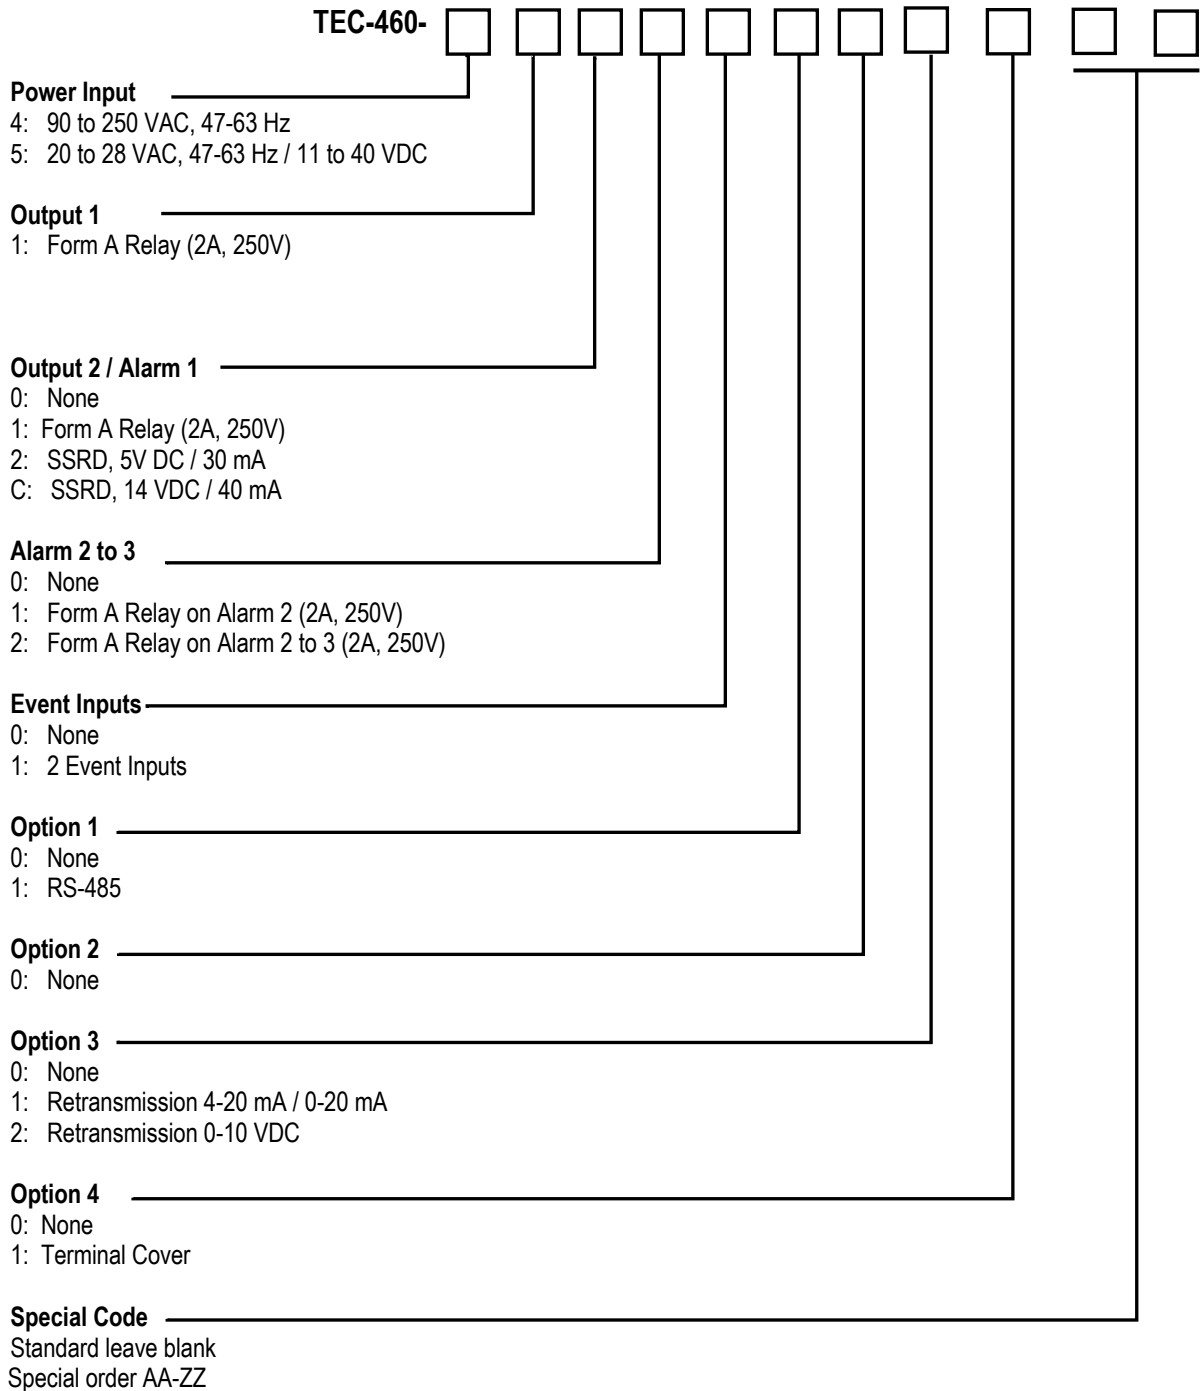 TEC-460-
Power Input
4: 90 to 250 VAC, 47-63 Hz
5: 20 to 28 VAC, 47-63 Hz / 11 to 40 VDC
Output 1
1: Form A Relay (2A, 250V)
Output 2 / Alarm 1
0: None
1: Form A Relay (2A, 250V)
2: SSRD, 5V DC / 30 mA
C: SSRD, 14 VDC / 40 mA
Alarm 2 to 3
0: None
1: Form A Relay on Alarm 2 (2A, 250V)
2: Form A Relay on Alarm 2 to 3 (2A, 250V)
Event Inputs
0: None
1: 2 Event Inputs
Option 1
0: None
1: RS-485
Option 2
0: None
Option 3
0: None
1: Retransmission 4-20 mA / 0-20 mA
2: Retransmission 0-10 VDC
Option 4
0: None
1: Terminal Cover
Special Code
Standard leave blank
Special order AA-ZZ